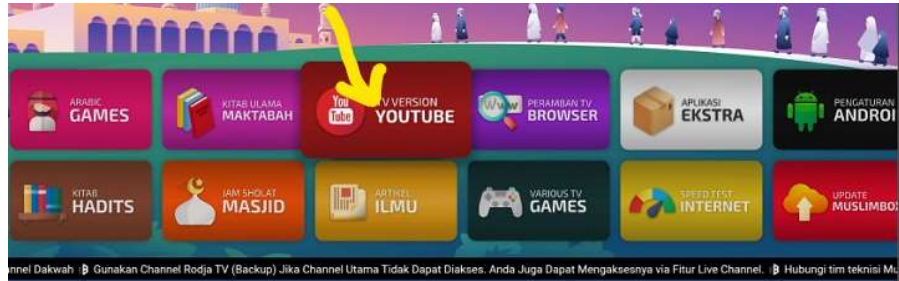 ARABIC
GAMES
KITAB ULAMA
MAKTABAH
You
Tube
TV VERSION
YOUTUBE
Www
PERAMBAN TV
BROWSER
APLIKASI
EKSTRA
PENGATURAN
ANDROI
KITAB
HADITS
JAM SHOLAT
MASJID
ARTIKEL
ILMU
VARIOUS TV
GAMES
SPEED TEST
INTERNET
UPDATE
MUSLIMBO
nnel Dakwah Gunakan Channel Rodja TV (Backup) Jika Channel Utama Tidak Dapat Diakses. Anda Juga Dapat Mengaksesnya via Fitur Live Channel. Hubungi tim teknisi Mu